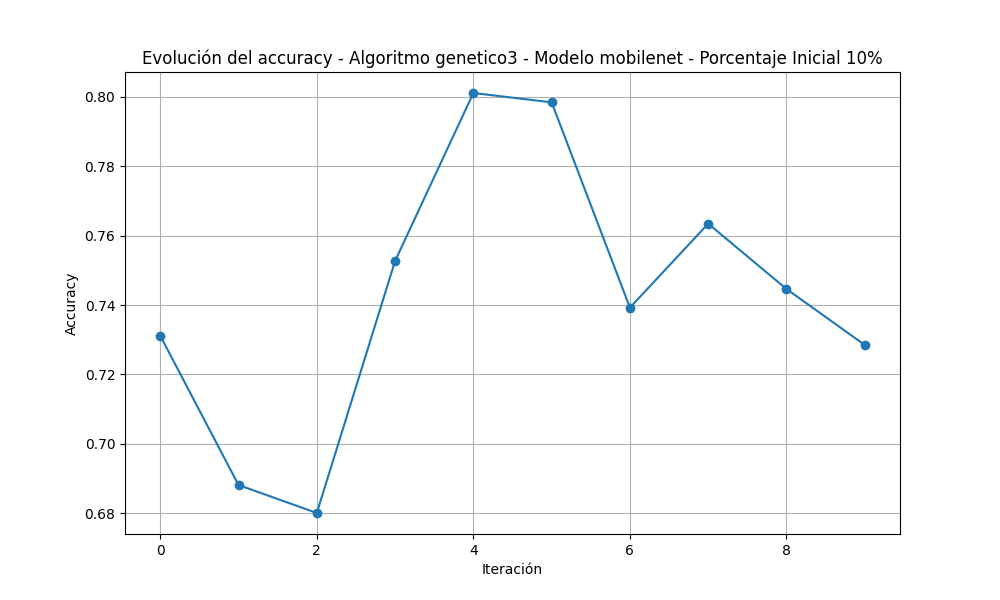 Evolución del accuracy - Algoritmo genetico3 - Modelo mobilenet - Porcentaje Inicial 10%
0.80
0.78
0.76
0.74
0.72
0.70
0.68
Accuracy
0 2 4 6 8
Iteración